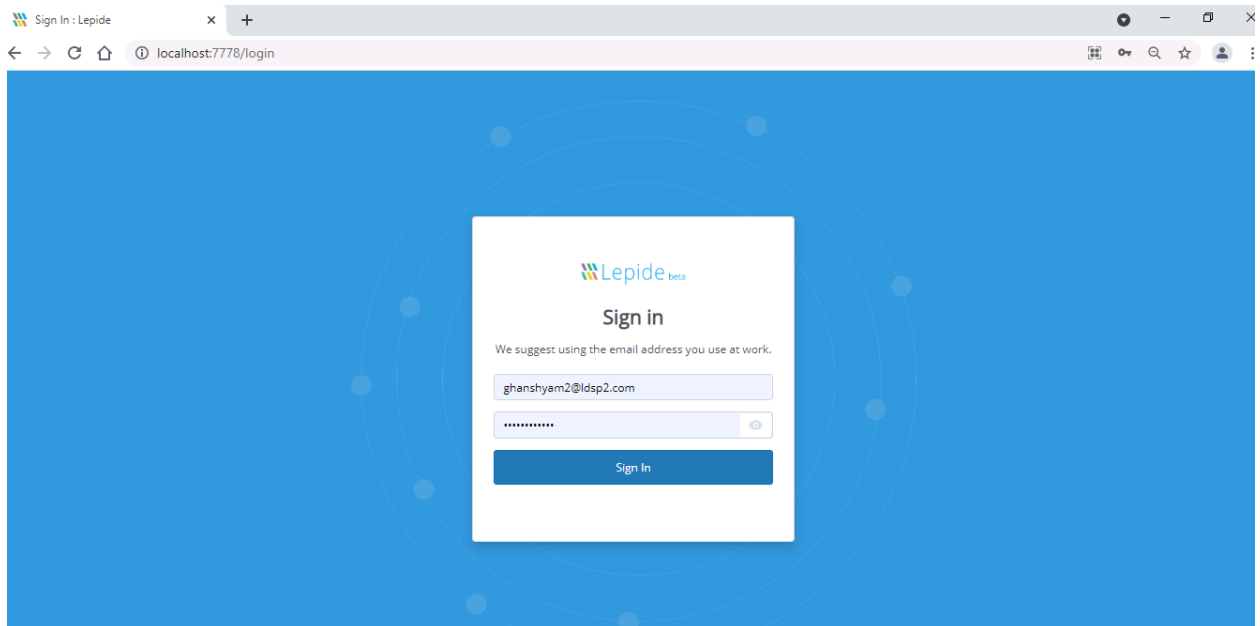 Sign In : Lepide
localhost:7778/login
Lepide beta
Sign in
We suggest using the email address you use at work.
ghanshyam2@ldsp2.com
••••••••••••
Sign In